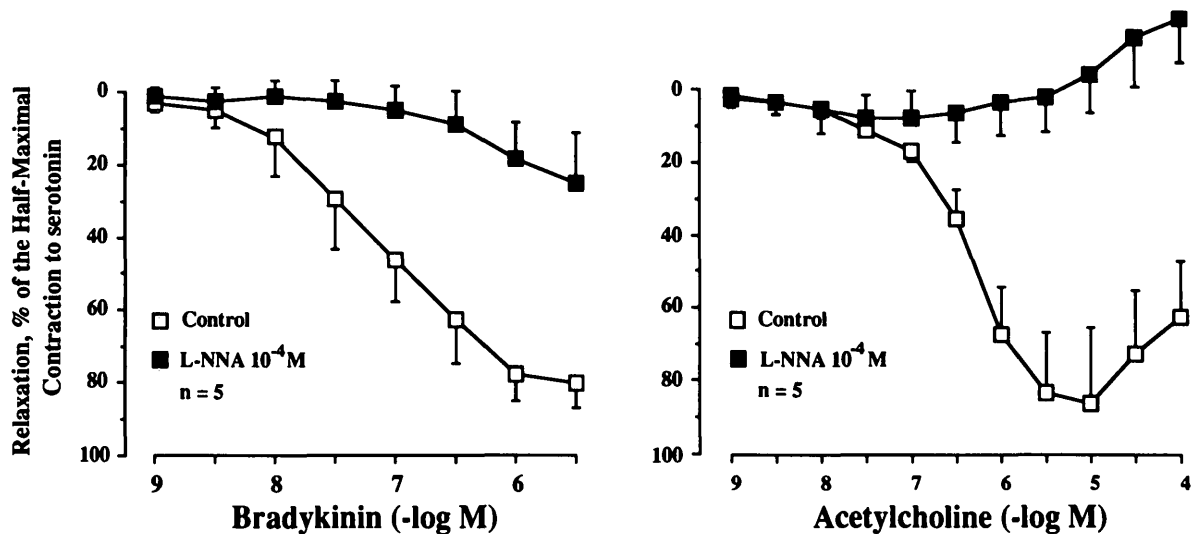 Relaxation, % of the Half-Maximal
Contraction to serotonin
0
20
40
60
80
100
Control
L-NNA 10⁻⁴M
n = 5
9
8
7
6
Bradykinin (-log M)
0
20
40
60
80
100
Control
L-NNA 10⁻⁴M
n = 5
9
8
7
6
5
4
Acetylcholine (-log M)